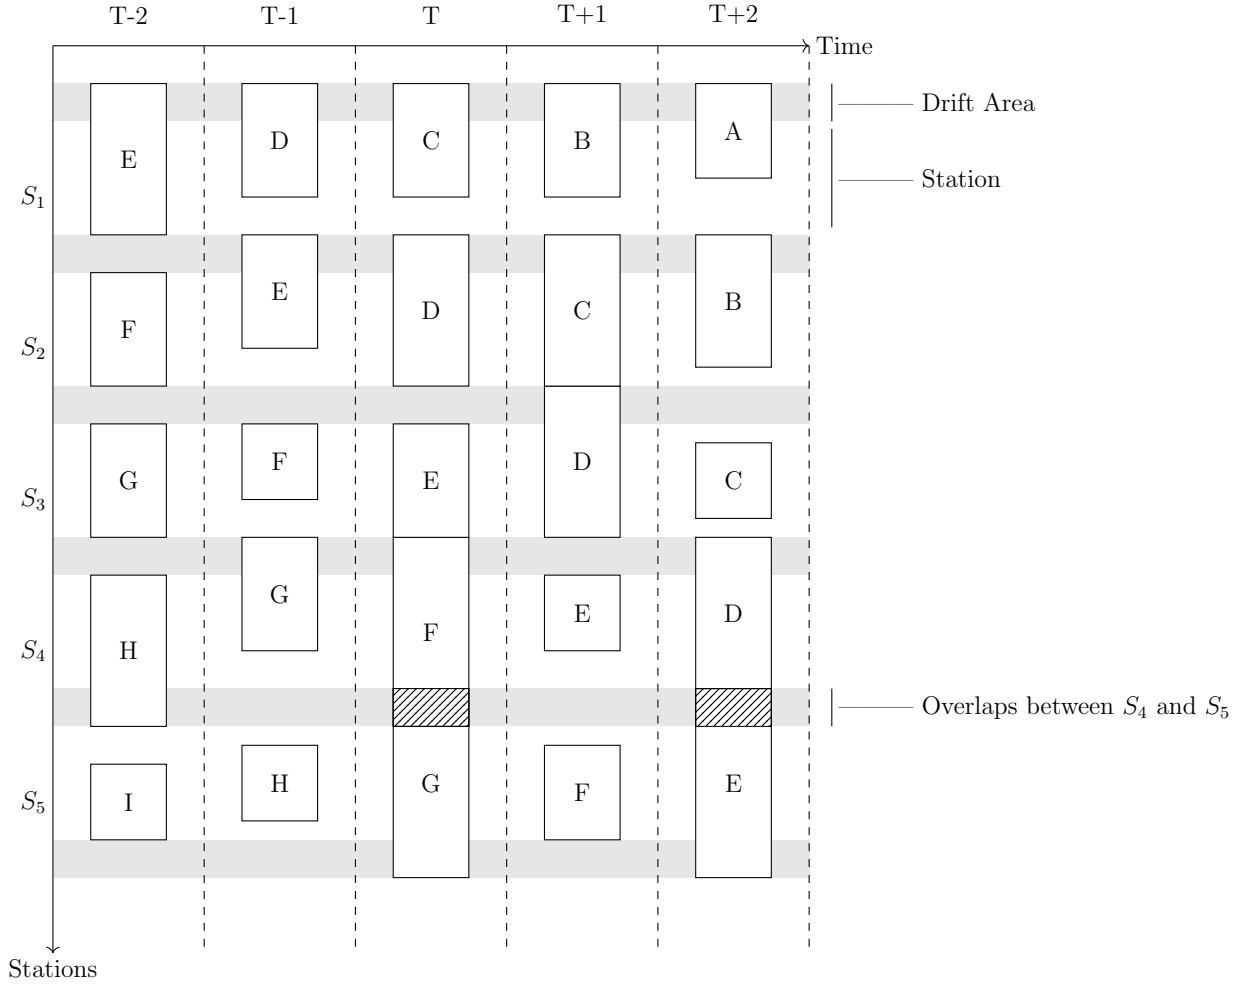 T-2 T-1 T T+1 T+2
Time
Drift Area
A
D C B
E
Station
S₁
E B
D C
F
S₂
F D
G E C
S₃
G
E D
F
H
S₄
Overlaps between S₄ and S₅
H G E
F
I
S₅
Stations